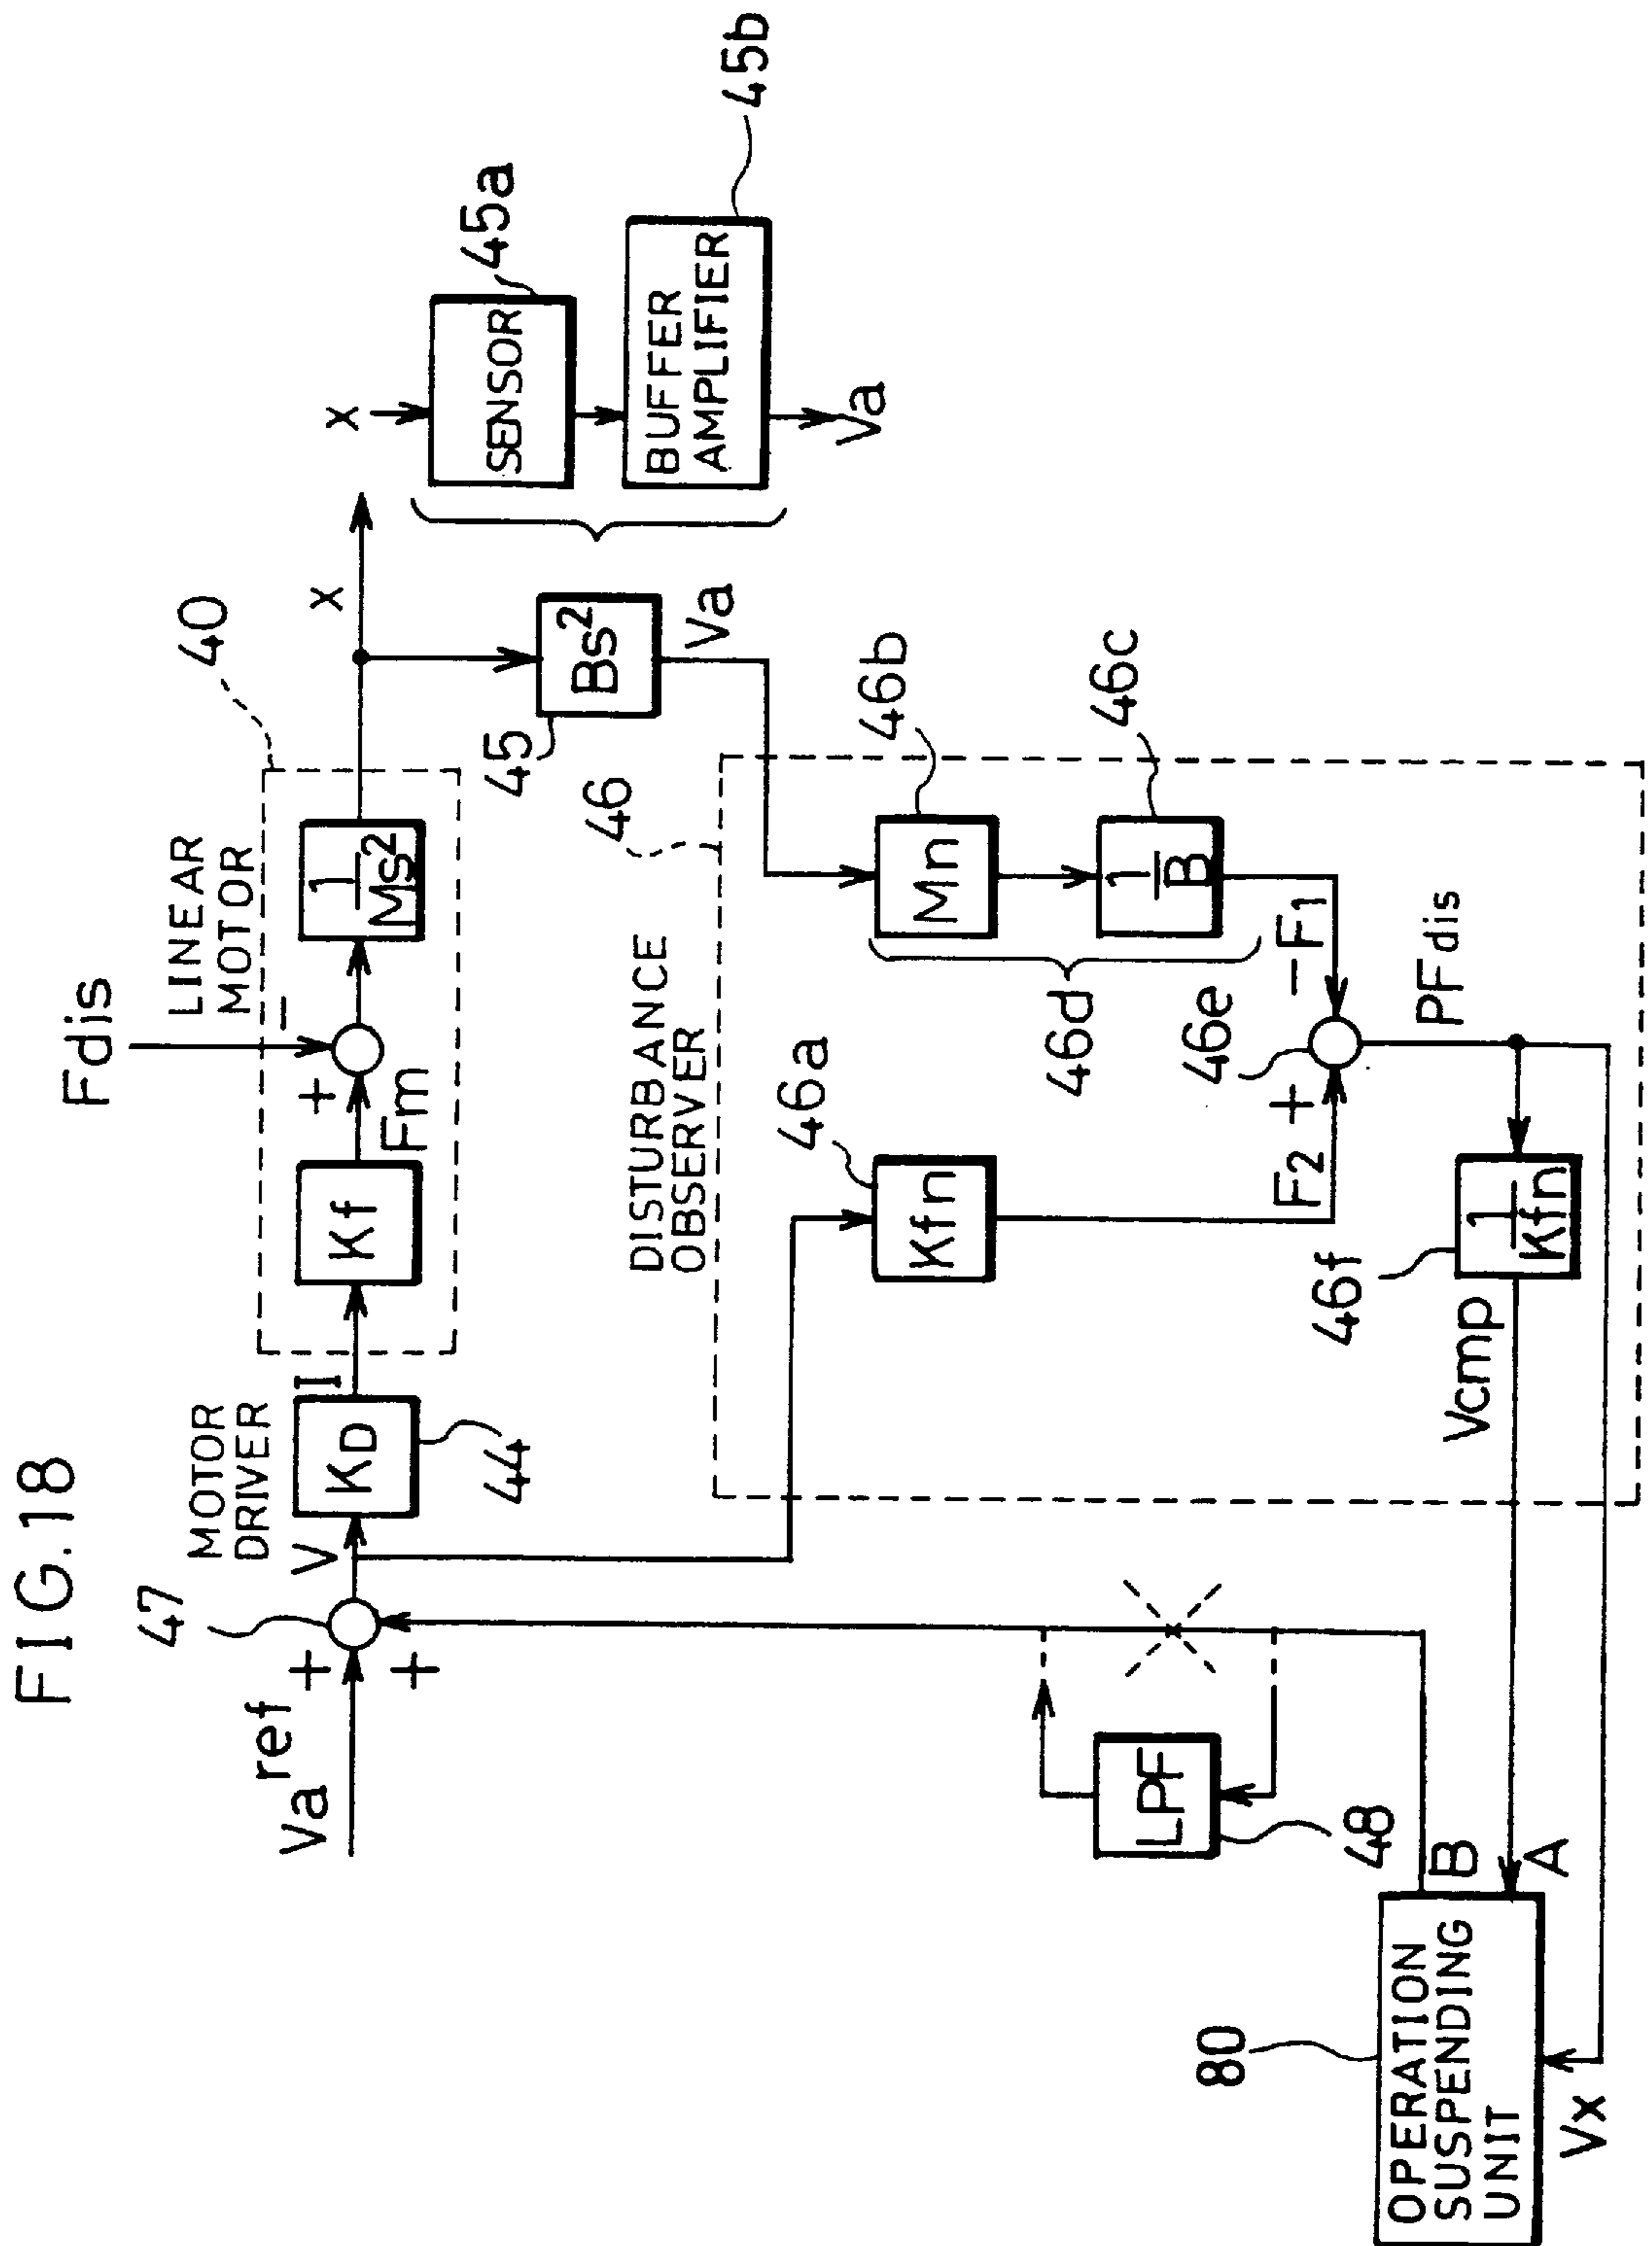 FIG.18
Va ref
+
+
47
V
MOTOR
DRIVER
KD
44
I
Kf
Fm
+
−
Fdis
LINEAR
MOTOR
1
Ms²
40
x
x
SENSOR
45a
BUFFER
AMPLIFIER
45b
Va
Bs²
45
Va
46
DISTURBANCE
OBSERVER
46a
Kfn
Mn
46b
1
B
46c
46d
46e
F2
+
−
F1
PFdis
1
Kfn
46f
Vcmp
LPF
48
B
A
80
OPERATION
SUSPENDING
UNIT
Vx